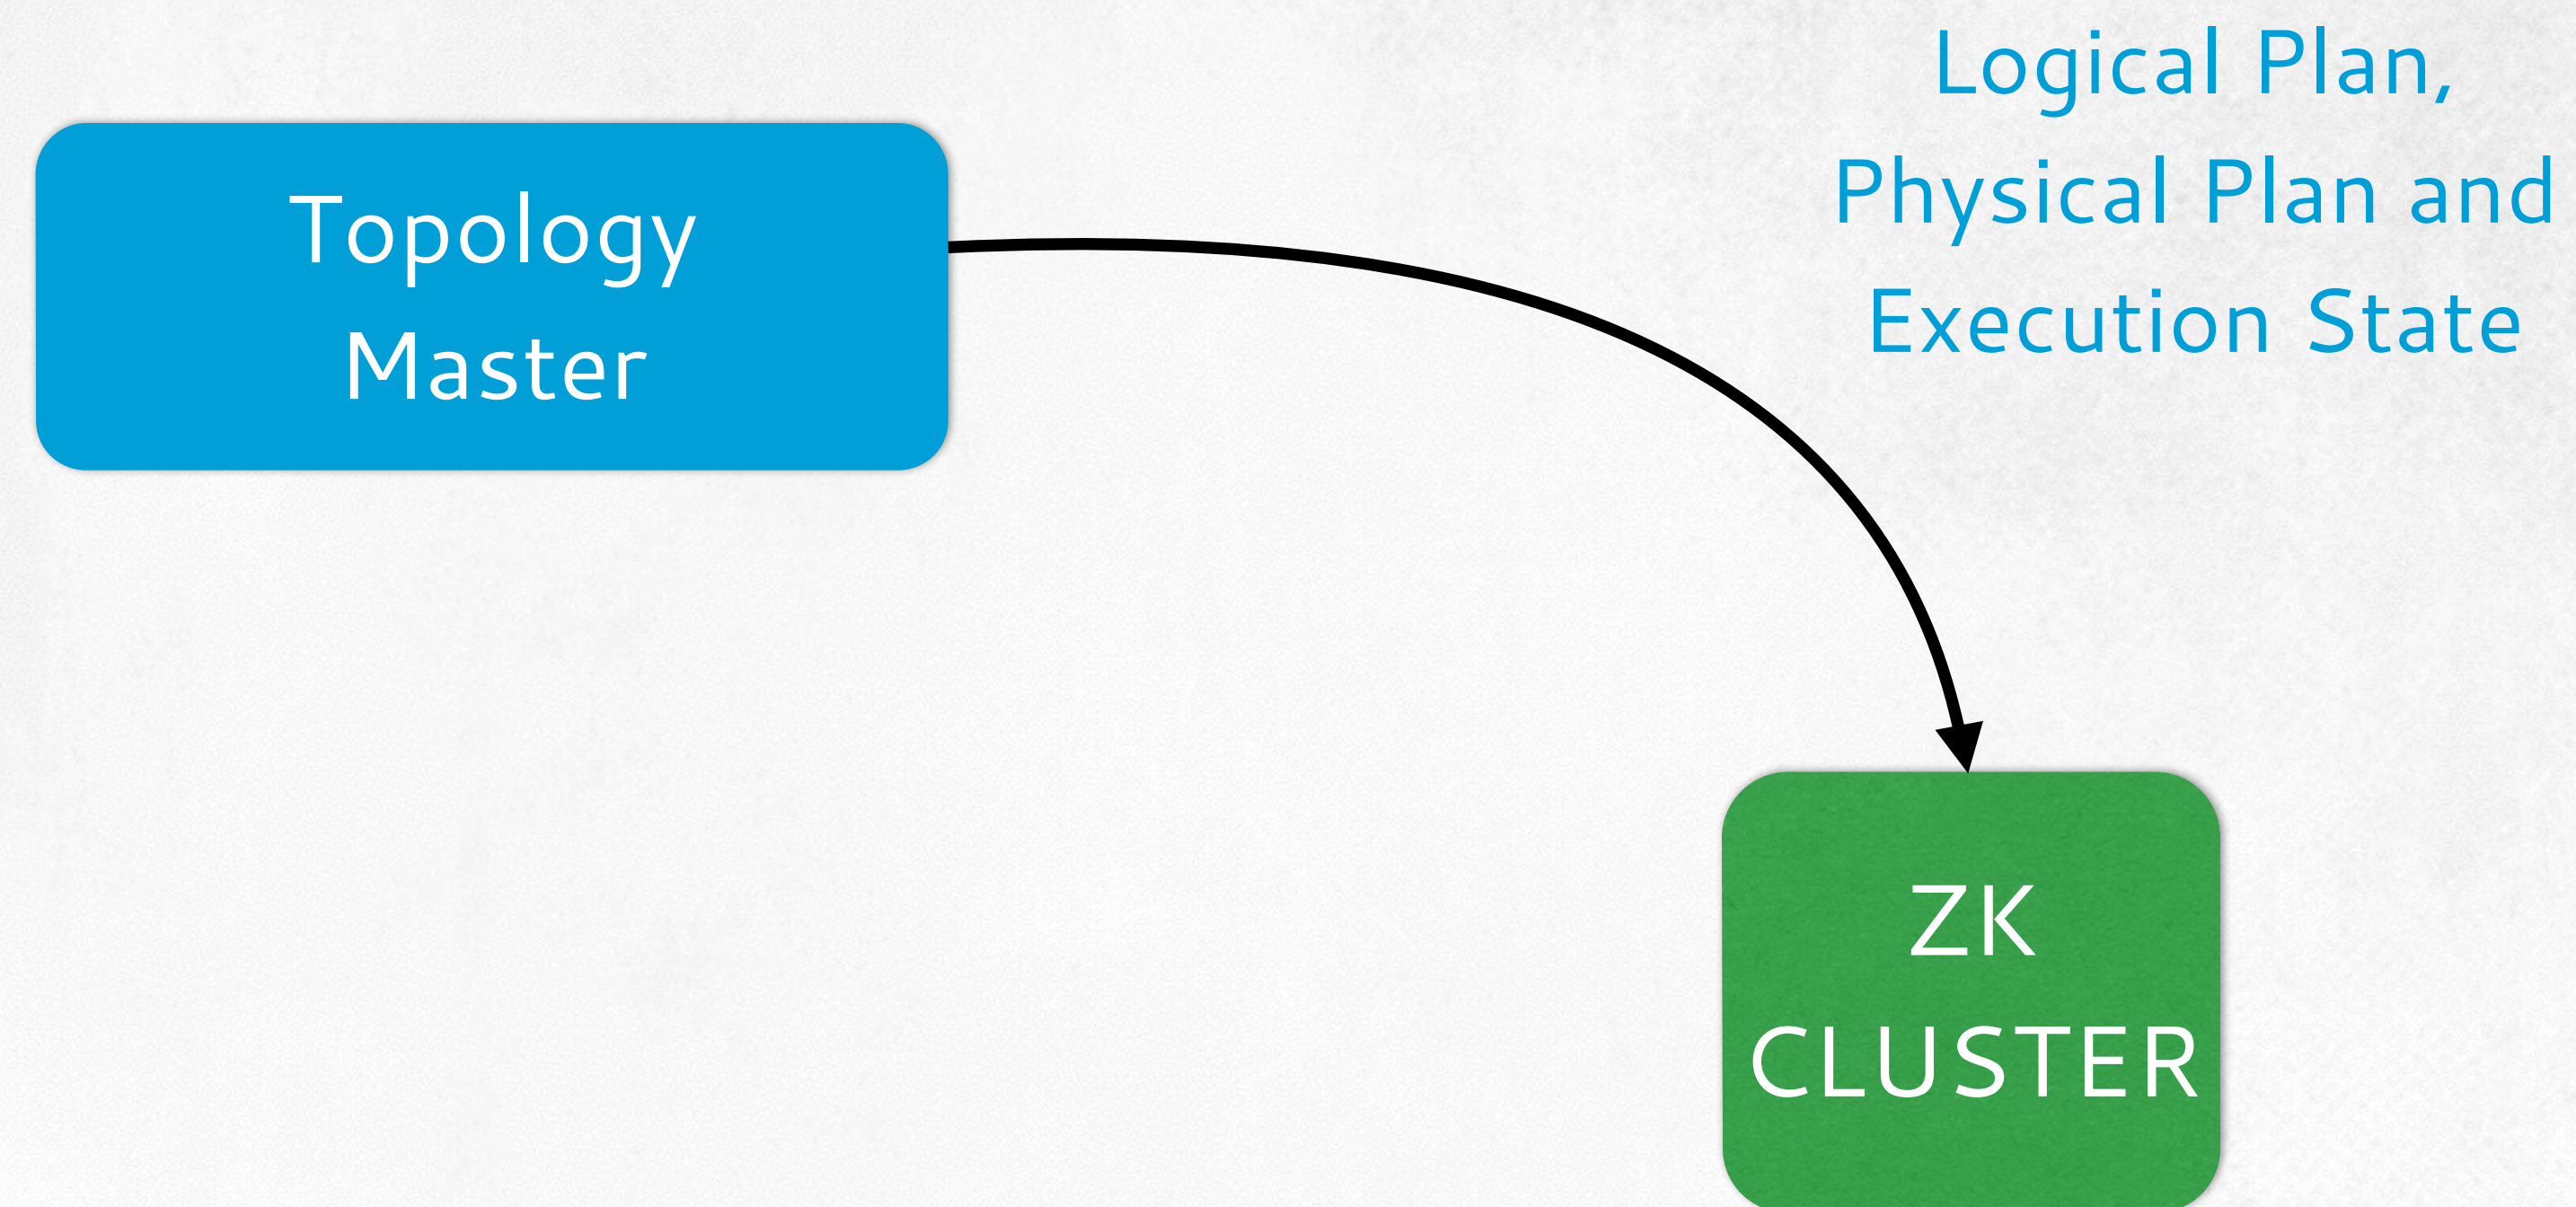 Logical Plan,
Physical Plan and
Execution State
Topology
Master
ZK
CLUSTER